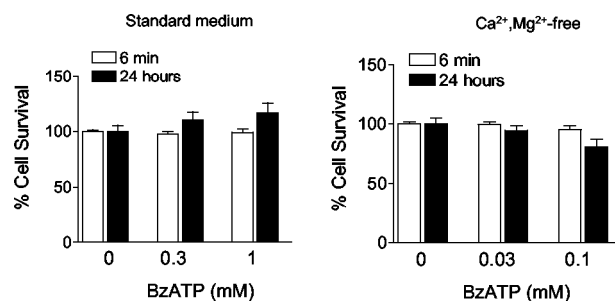 Standard medium
6 min
24 hours
150
100
50
0
% Cell Survival
0 0.3 1
BzATP (mM)
Ca²⁺,Mg²⁺-free
6 min
24 hours
150
100
50
0
% Cell Survival
0 0.03 0.1
BzATP (mM)